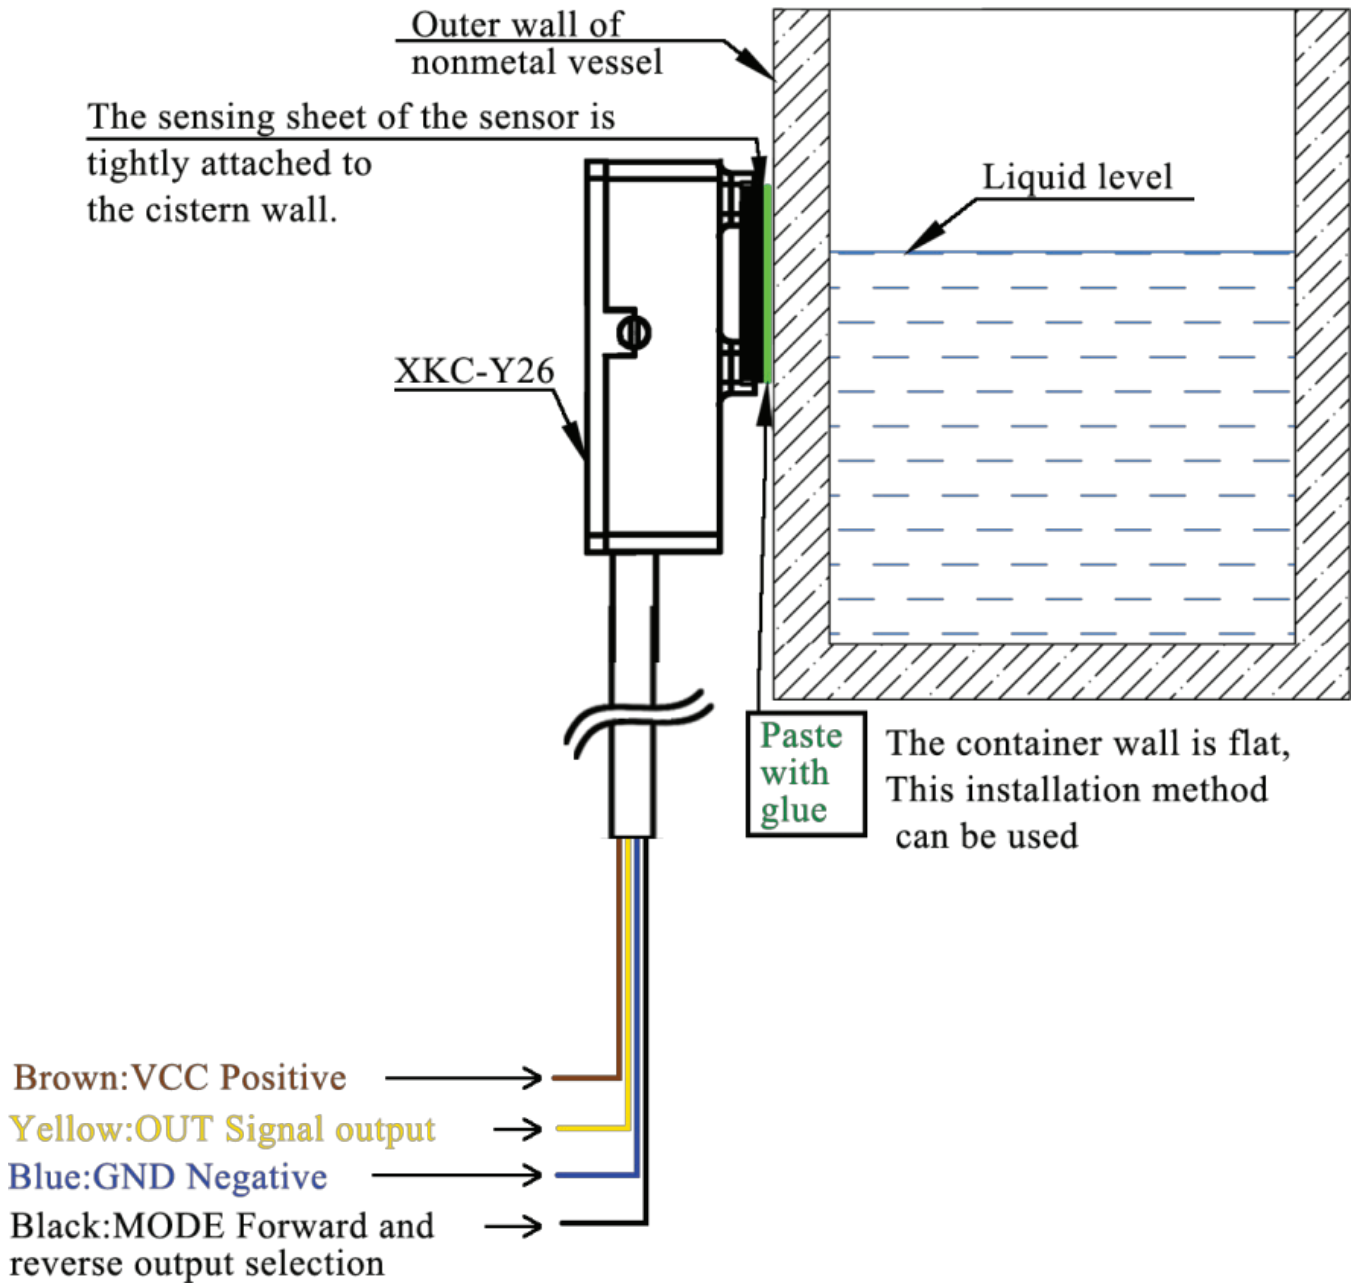 Outer wall of
nonmetal vessel
The sensing sheet of the sensor is
tightly attached to
the cistern wall.
Liquid level
XKC-Y26
Paste
with
glue
The container wall is flat,
This installation method
can be used
Brown:VCC Positive
Yellow:OUT Signal output
Blue:GND Negative
Black:MODE Forward and
reverse output selection